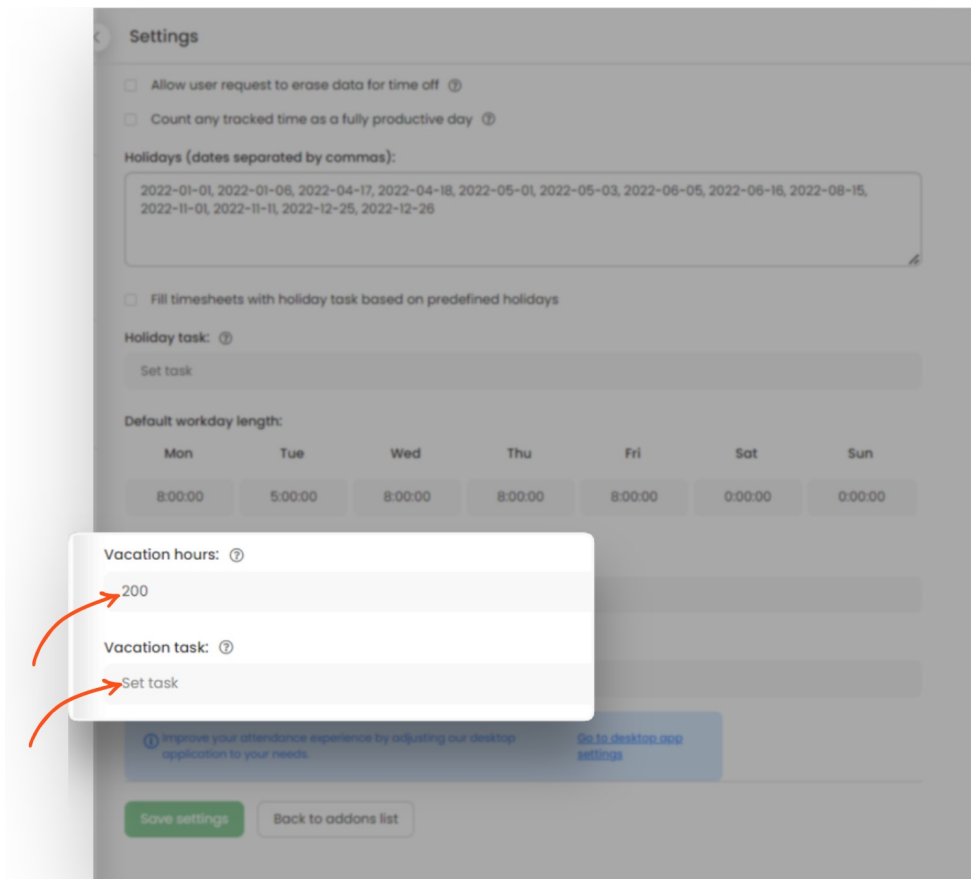 Settings
Allow user request to erase data for time off
Count any tracked time as a fully productive day
Holidays (dates separated by commas):
2022-01-01, 2022-01-06, 2022-04-17, 2022-04-18, 2022-05-01, 2022-05-03, 2022-06-05, 2022-06-16, 2022-08-15,
2022-11-01, 2022-11-11, 2022-12-25, 2022-12-26
Fill timesheets with holiday task based on predefined holidays
Holiday task:
Set task
Default workday length:
Mon Tue Wed Thu Fri Sat Sun
8:00:00 5:00:00 8:00:00 8:00:00 8:00:00 0:00:00 0:00:00
Vacation hours:
200
Vacation task:
Set task
Improve your attendance experience by adjusting our desktop
application to your needs.
Go to desktop app
settings
Save settings Back to addons list